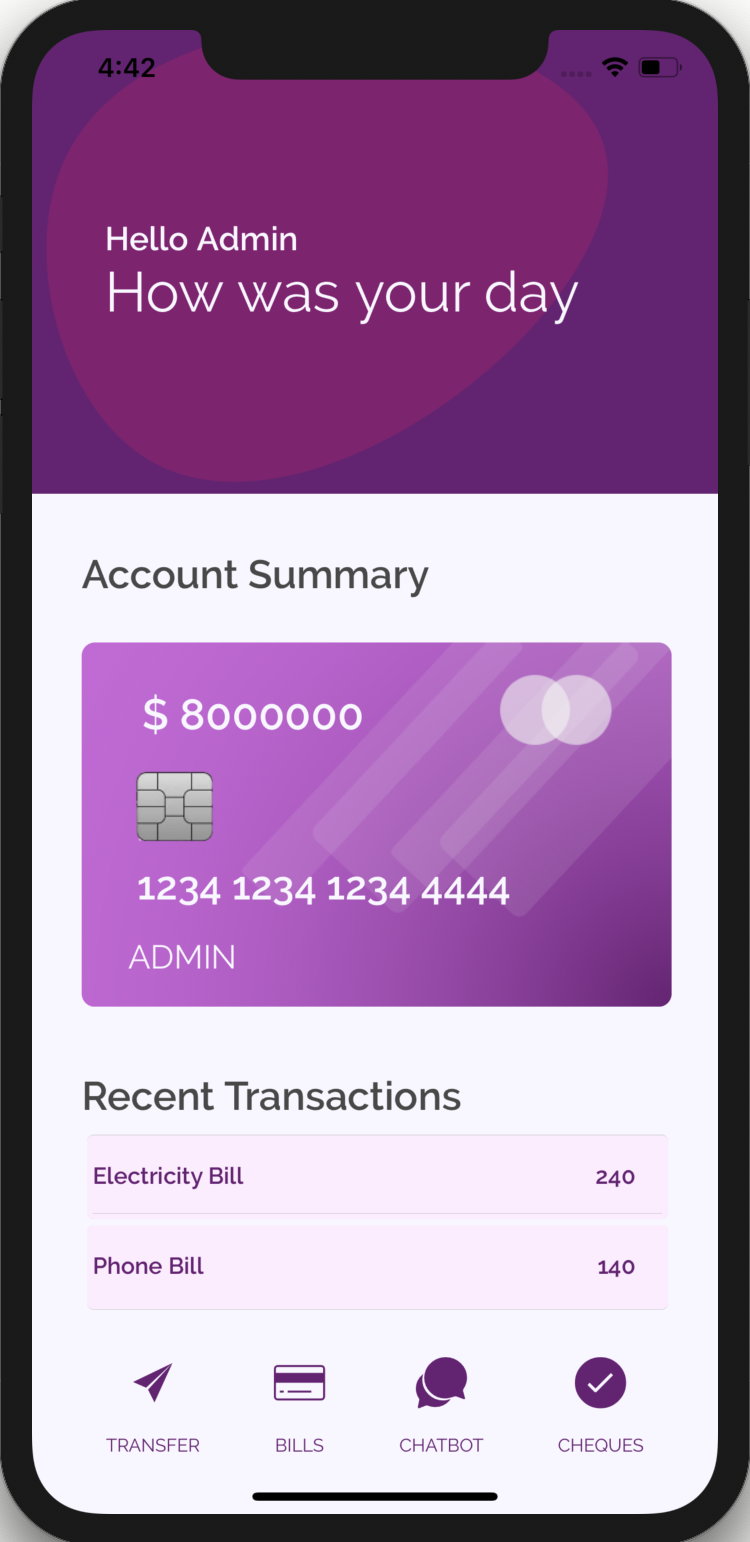 4:42
Hello Admin
How was your day
Account Summary
$ 8000000
1234 1234 1234 4444
ADMIN
Recent Transactions
Electricity Bill 240
Phone Bill 140
TRANSFER BILLS CHATBOT CHEQUES